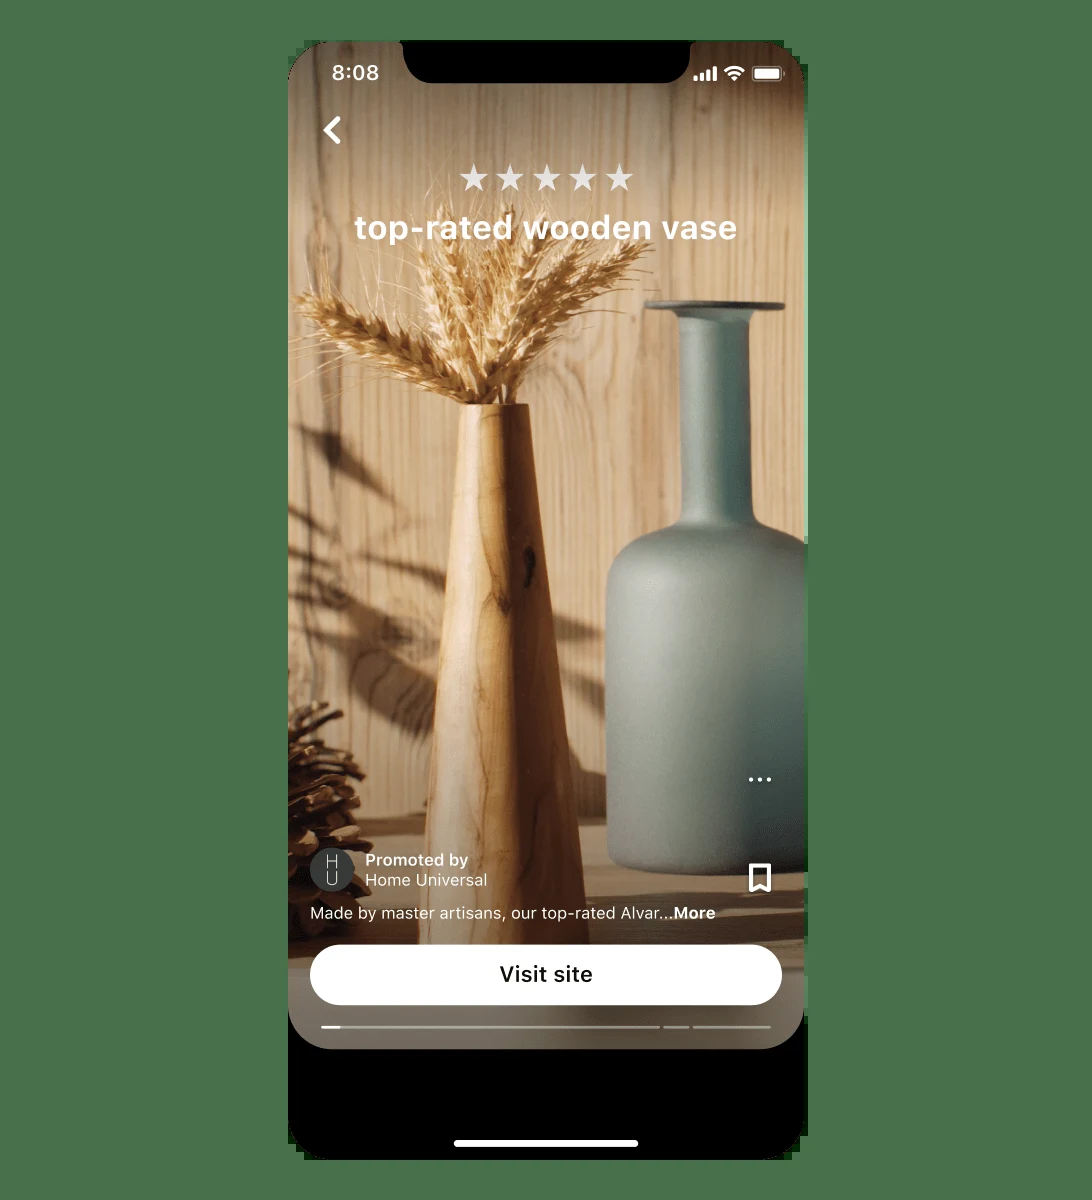 8:08
★★★★★
top-rated wooden vase
H
U
Promoted by
Home Universal
Made by master artisans, our top-rated Alvar...More
Visit site